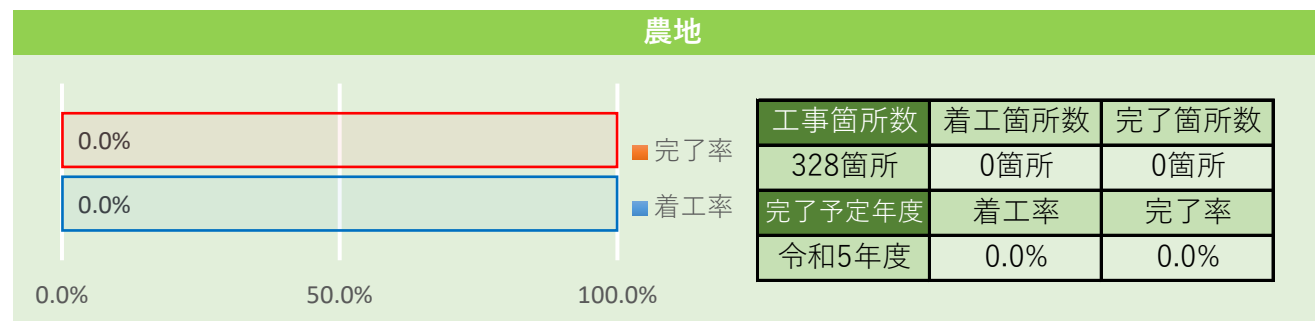 農地
0.0%
0.0%
0.0%
50.0%
100.0%
完了率
着工率
工事箇所数 着工箇所数 完了箇所数
328箇所 0箇所 0箇所
完了予定年度 着工率 完了率
令和5年度 0.0% 0.0%